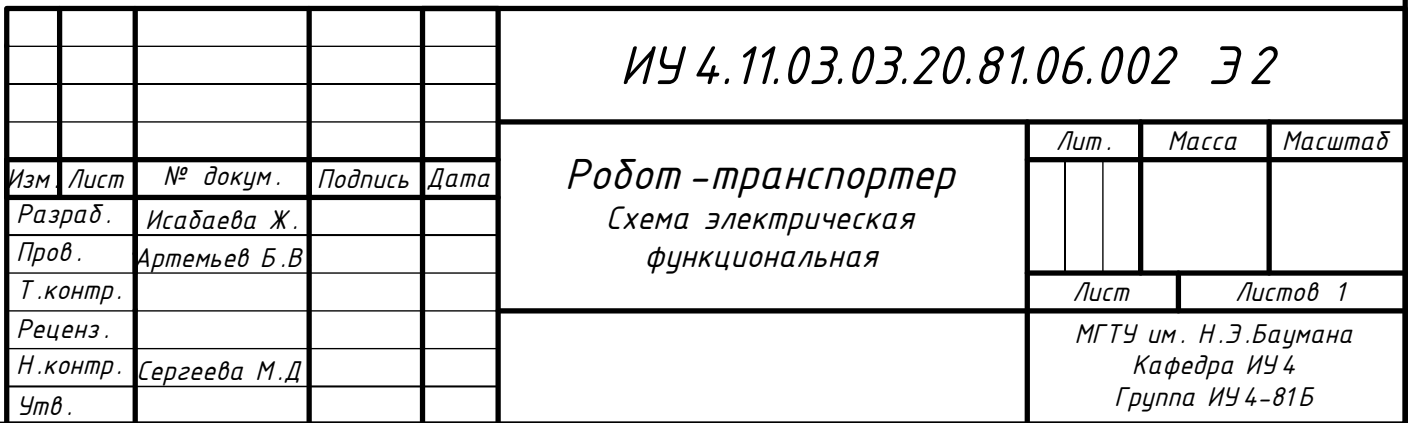 ИУ 4.11.03.03.20.81.06.002 Э 2
Изм. Лист № докум. Подпись Дата
Разраб. Исабаева Ж.
Пров. Артемьев Б.В
Т.контр.
Реценз.
Н.контр. Сергеева М.Д
Утв.
Робот -транспортер
Схема электрическая
функциональная
Лит. Масса Масштаб
Лист Листов 1
МГТУ им. Н.Э.Баумана
Кафедра ИУ 4
Группа ИУ 4-81Б